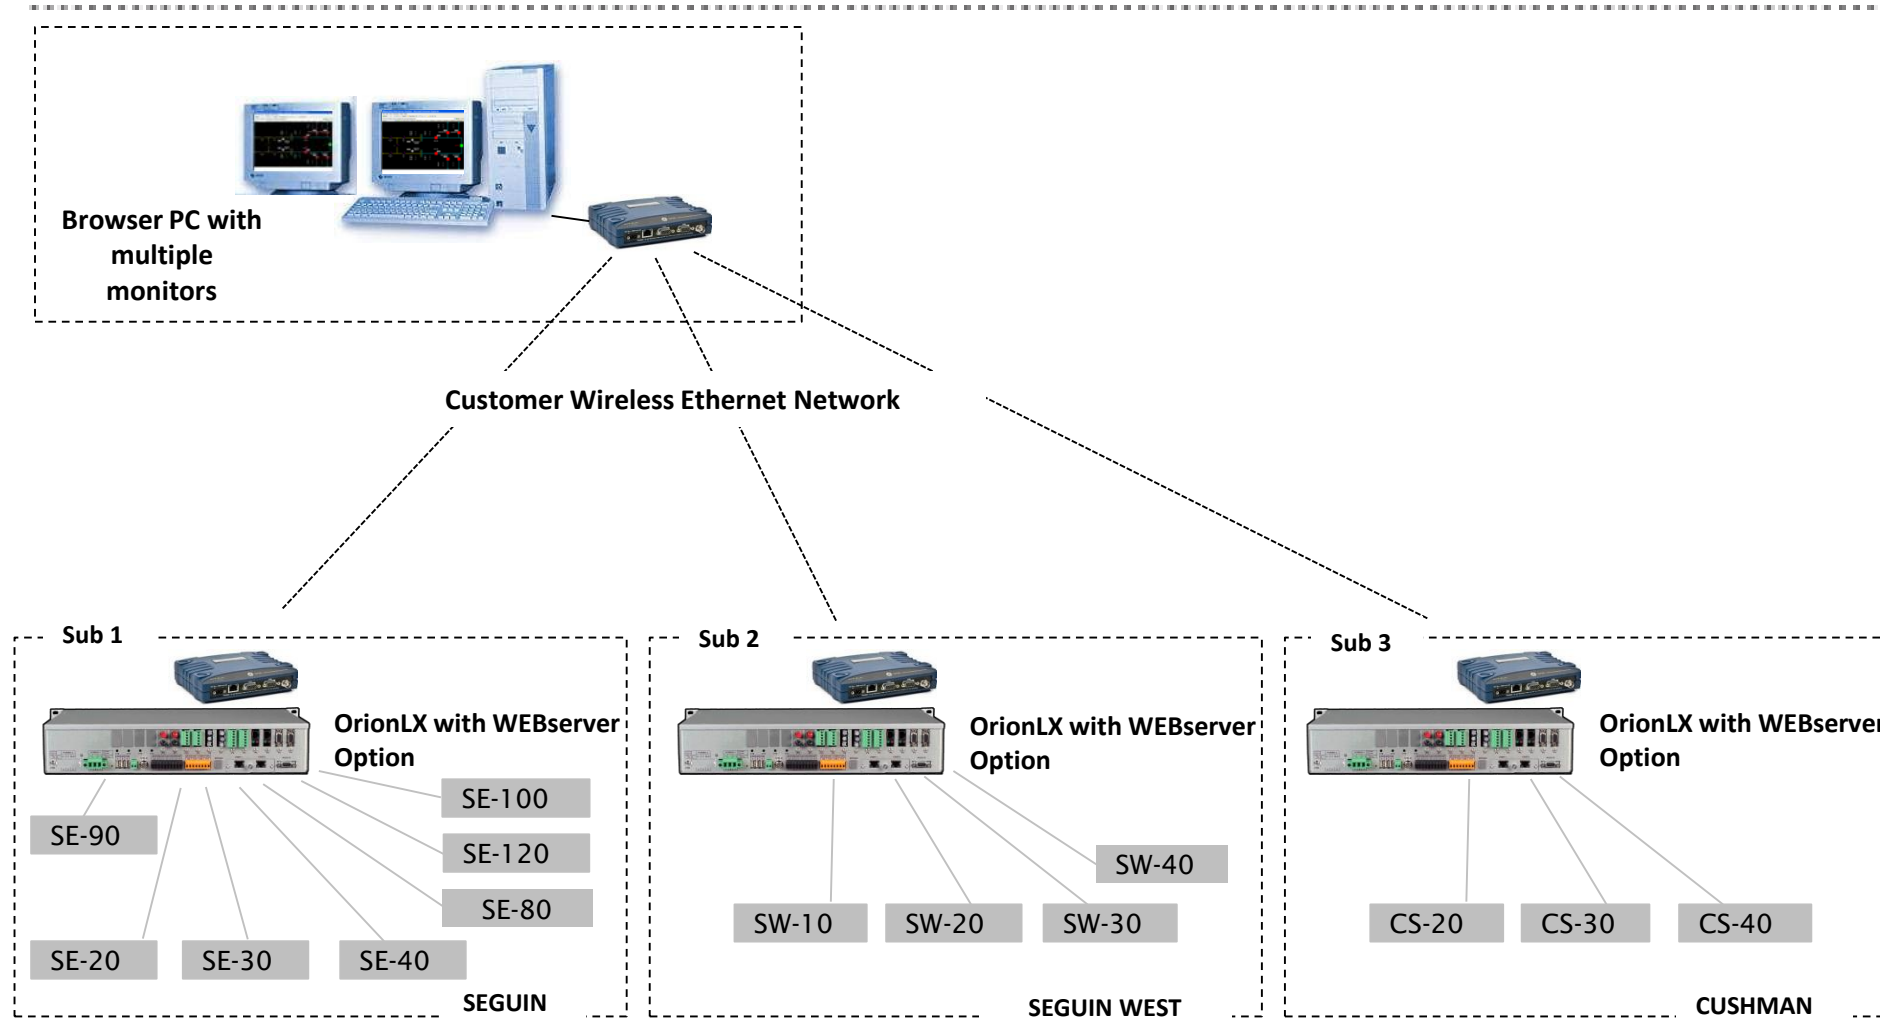 Browser PC with
multiple
monitors
Customer Wireless Ethernet Network
Sub 1
OrionLX with WEBserver
Option
SE-90
SE-100
SE-120
SE-80
SE-20
SE-30
SE-40
SEGUIN
Sub 2
OrionLX with WEBserver
Option
SW-40
SW-10
SW-20
SW-30
SEGUIN WEST
Sub 3
OrionLX with WEBserver
Option
CS-20
CS-30
CS-40
CUSHMAN